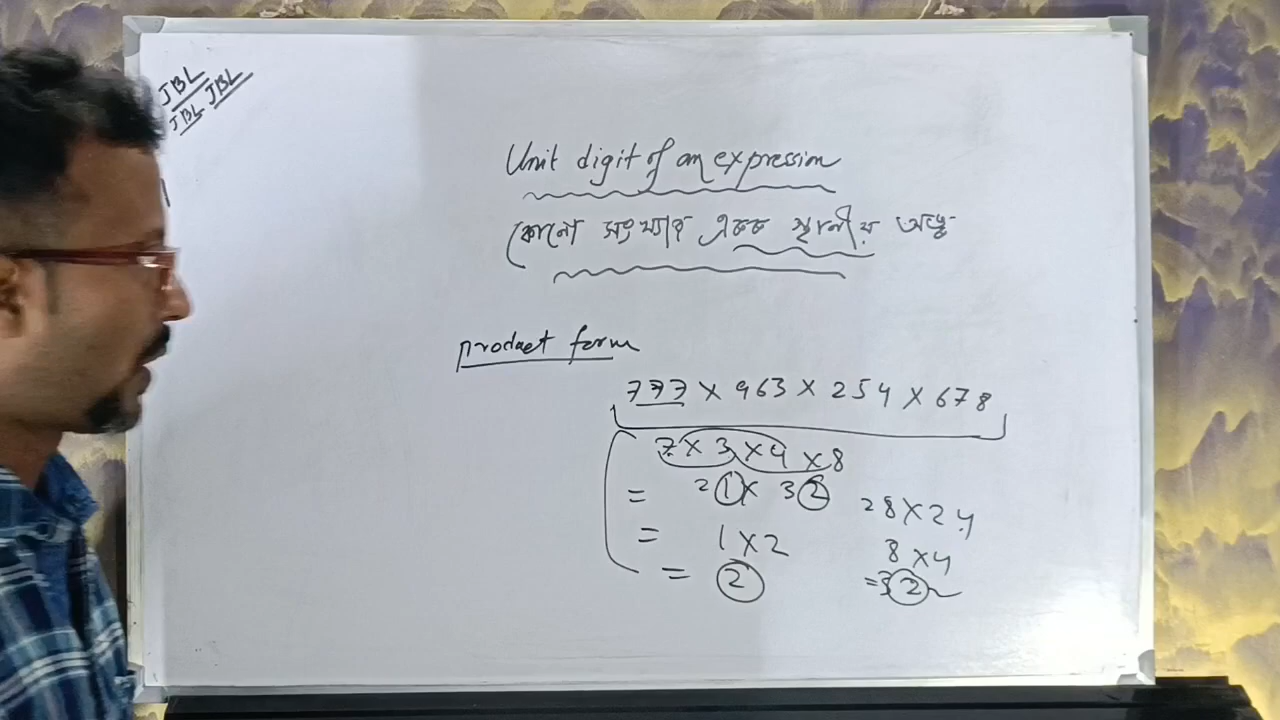 JBL
JBL JBL
Unit digit of an expression
কোনো সংখ্যার একক স্থানীয় অঙ্ক
product form
777 X 963 X 254 X 678
7 X 3 X 4 X 8
= 21 X 32
28 X 24
= 1 X 2
8 X 4
= 2
= 32